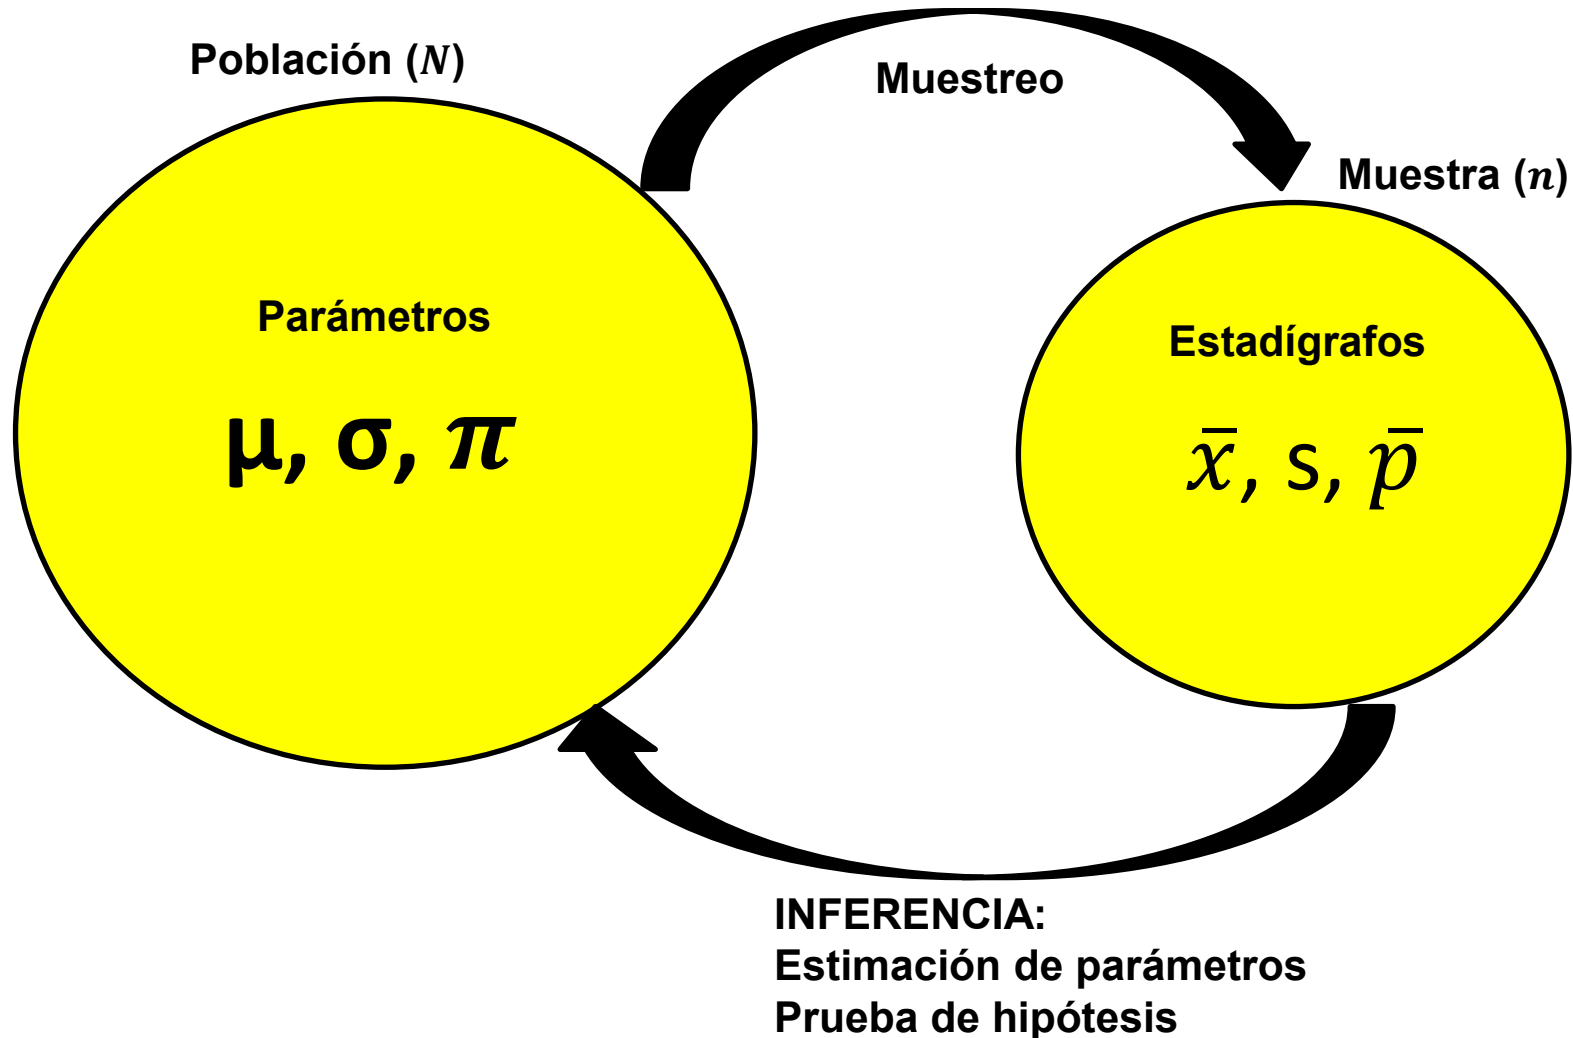 Población (N)
Muestreo
Muestra (n)
Parámetros
μ, σ, π
Estadígrafos
x̄, s, p̄
INFERENCIA:
Estimación de parámetros
Prueba de hipótesis